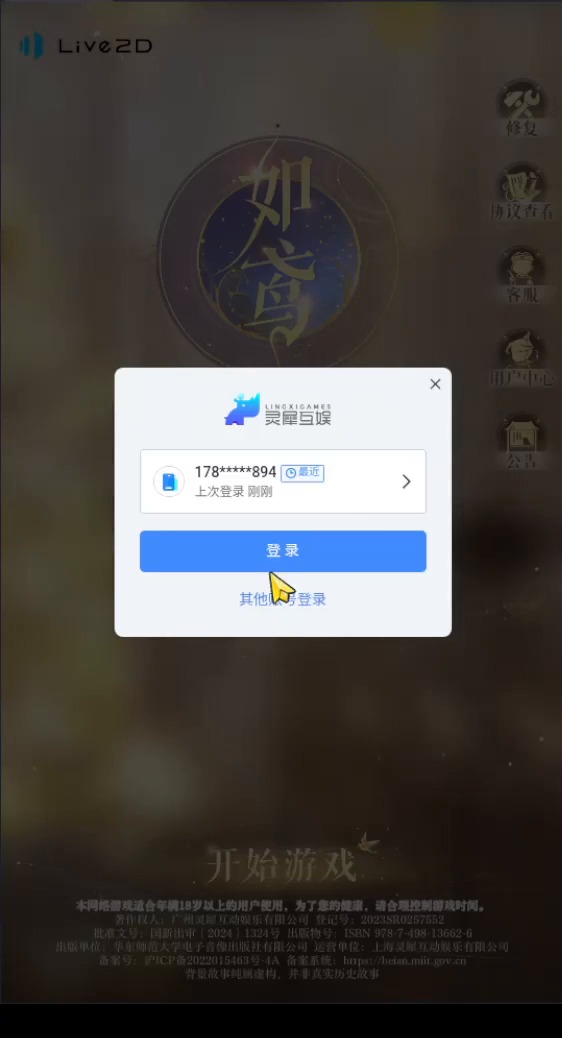 Live2D
修复
如鸢
协议查看
客服
LINGXIGAMES
灵犀互娱
用户中心
178*****894 最近
上次登录 刚刚
公告
登录
其他账号登录
开始游戏
本网络游戏适合年满18岁以上的用户使用，为了您的健康，请合理控制游戏时间。
著作权人：广州灵犀互动娱乐有限公司 登记号：2023SR0257552
批准文号：国新出审［2024］1324号 出版物号：ISBN 978-7-498-13662-6
出版单位：华东师范大学电子音像出版社有限公司 运营单位：上海灵犀互动娱乐有限公司
备案号：沪ICP备2022015463号-4A 备案系统：https://beian.miit.gov.cn
背景故事纯属虚构，并非真实历史故事